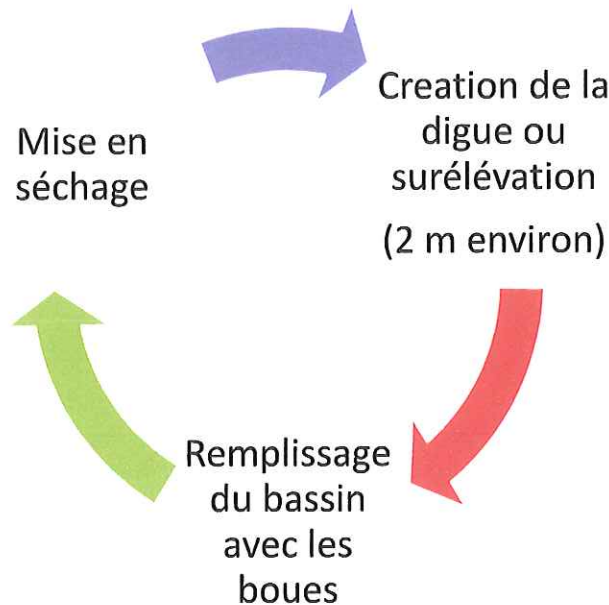 Creation de la
digue ou
surélévation
(2 m environ)
Mise en
séchage
Remplissage
du bassin
avec les
boues